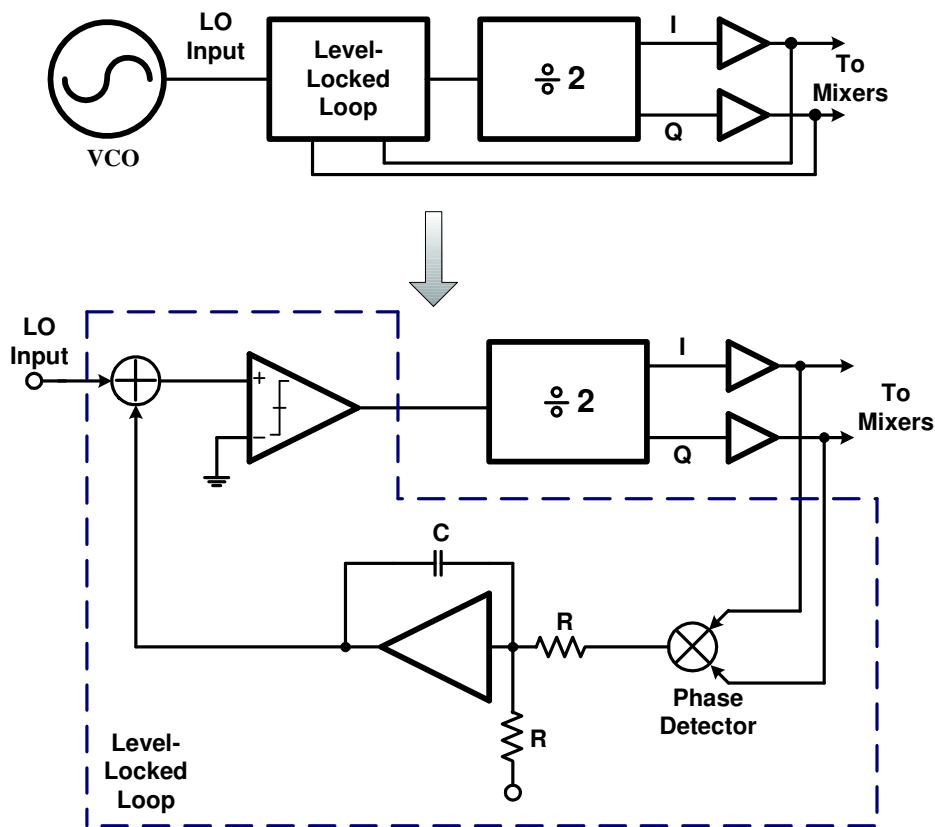 LO
Input
Level-
Locked
Loop
÷ 2
I
Q
To
Mixers
VCO
LO
Input
+
−
÷ 2
I
Q
To
Mixers
C
R
R
Phase
Detector
Level-
Locked
Loop